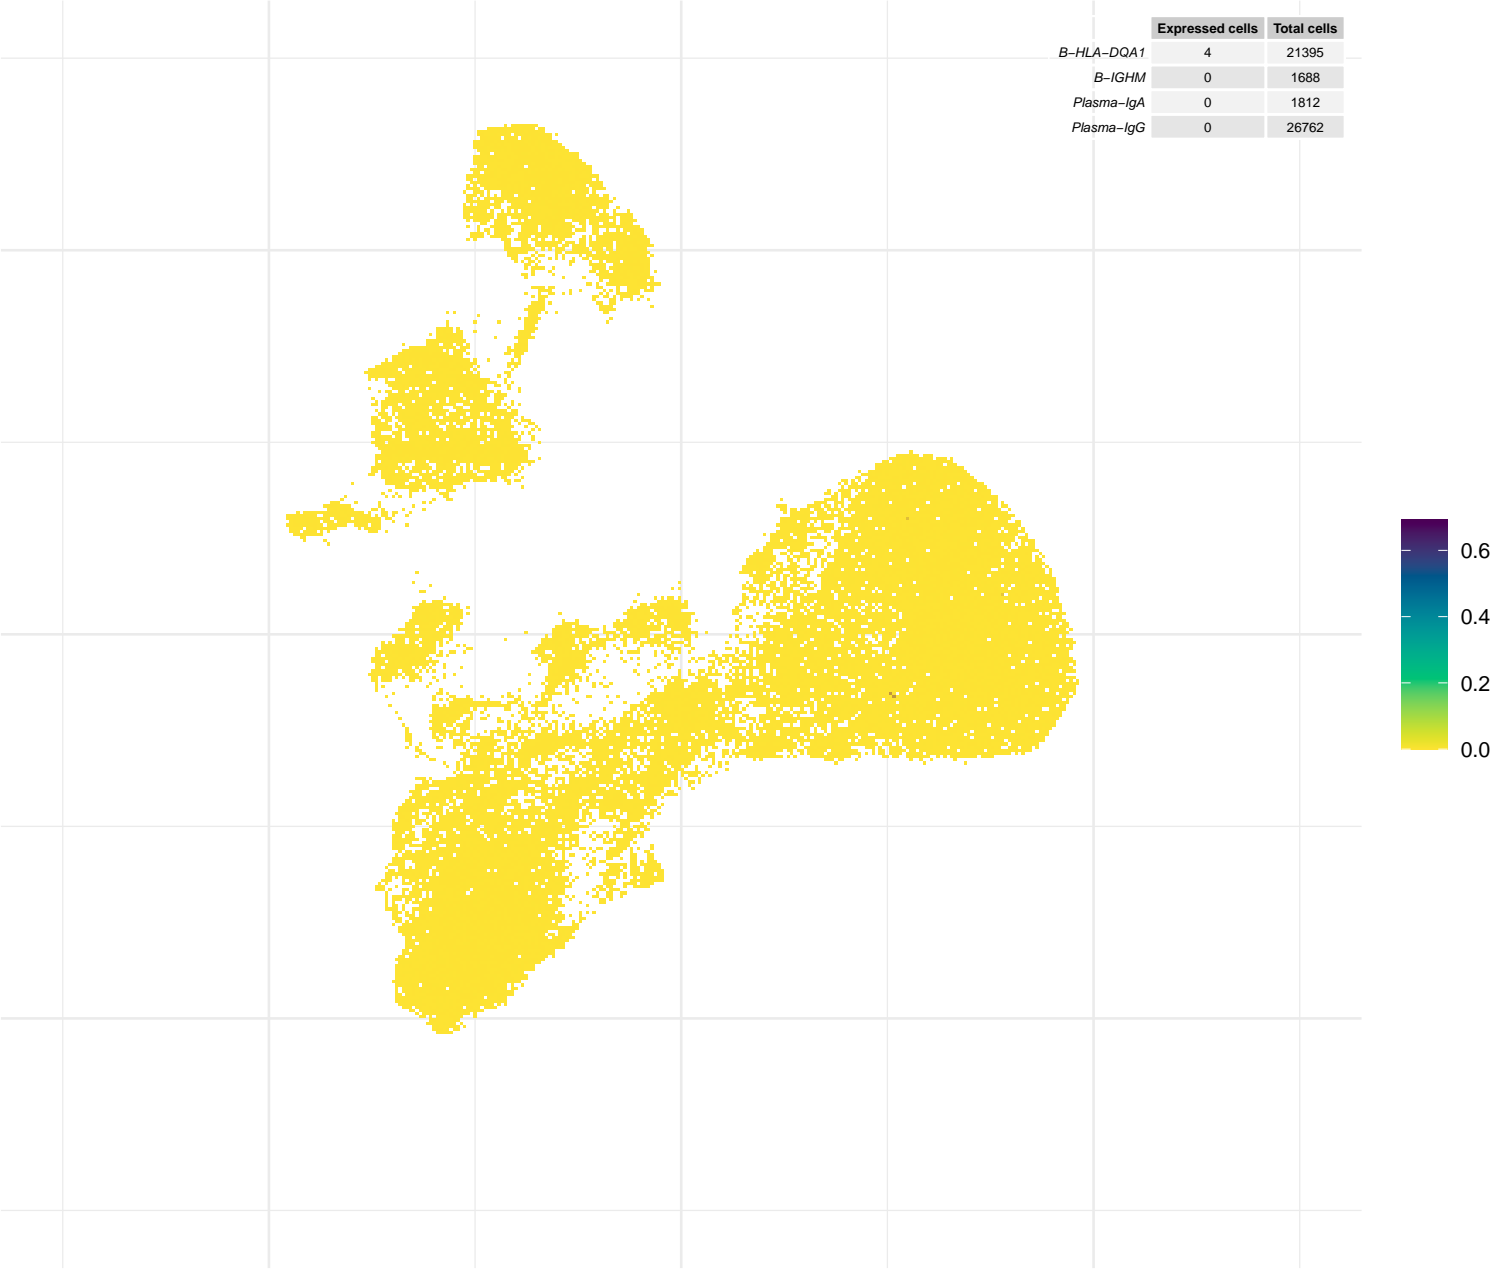 Expressed cells Total cells
B−HLA−DQA1 4 21395
B−IGHM 0 1688
Plasma−IgA 0 1812
Plasma−IgG 0 26762
0.6
0.4
0.2
0.0